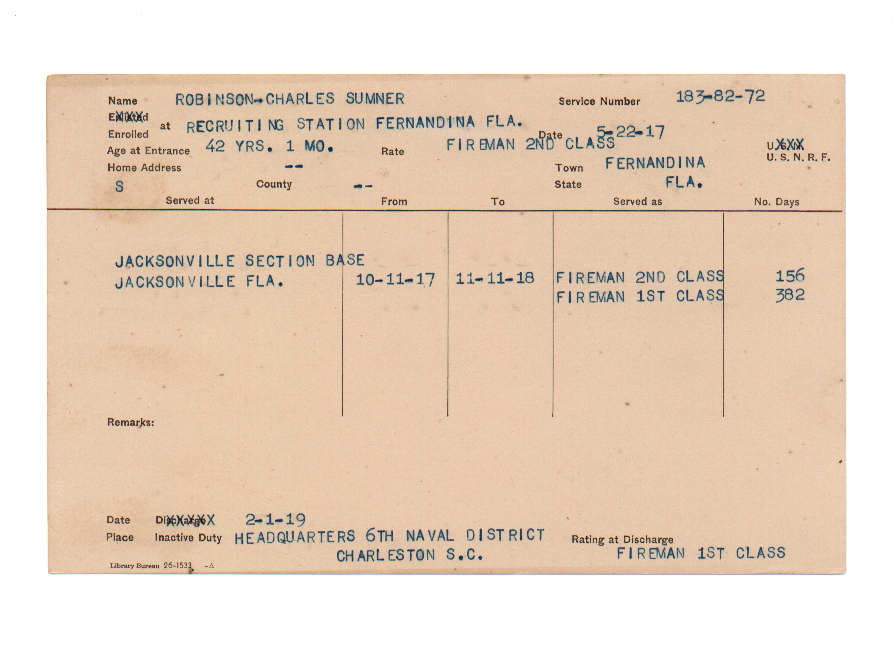 Name ROBINSON-CHARLES SUMNER Service Number 183-82-72
Enlisted
Enrolled at RECRUITING STATION FERNANDINA FLA. Date 5-22-17
Age at Entrance 42 YRS. 1 MO. Rate FIREMAN 2ND CLASS U.S.N.
U. S. N. R. F.
Home Address -- Town FERNANDINA
S County -- State FLA.
Served at From To Served as No. Days
JACKSONVILLE SECTION BASE
JACKSONVILLE FLA. 10-11-17 11-11-18 FIREMAN 2ND CLASS 156
FIREMAN 1ST CLASS 382
Remarks:
Date Discharge XXXXX 2-1-19
Place Inactive Duty HEADQUARTERS 6TH NAVAL DISTRICT Rating at Discharge
CHARLESTON S.C. FIREMAN 1ST CLASS
Library Bureau 26-1533 -A